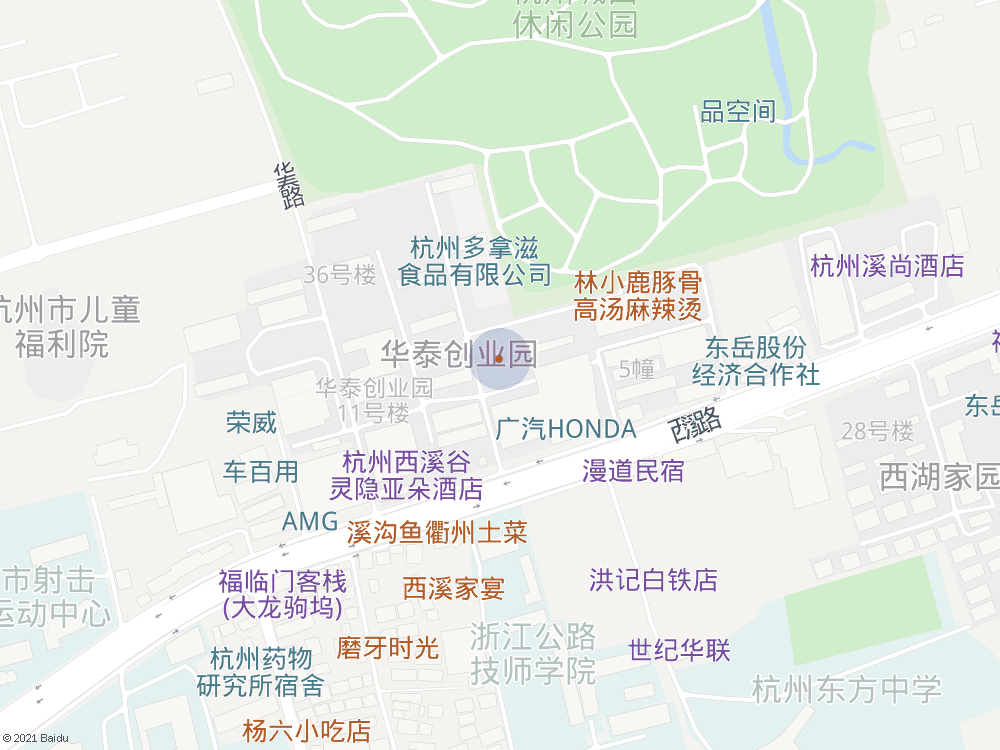 休闲公园
品空间
华泰路
杭州多拿滋
食品有限公司
36号楼
杭州溪尚酒店
林小鹿豚骨
高汤麻辣烫
杭州市儿童
福利院
华泰创业园
东岳股份
经济合作社
5幢
华泰创业园
11号楼
东岳
荣威
广汽HONDA
西溪路
28号楼
杭州西溪谷
灵隐亚朵酒店
车百用
漫道民宿
西湖家园
AMG
溪沟鱼衢州土菜
市射击
运动中心
福临门客栈
(大龙驹坞)
西溪家宴
洪记白铁店
浙江公路
技师学院
磨牙时光
世纪华联
杭州药物
研究所宿舍
杭州东方中学
杨六小吃店
© 2021 Baidu